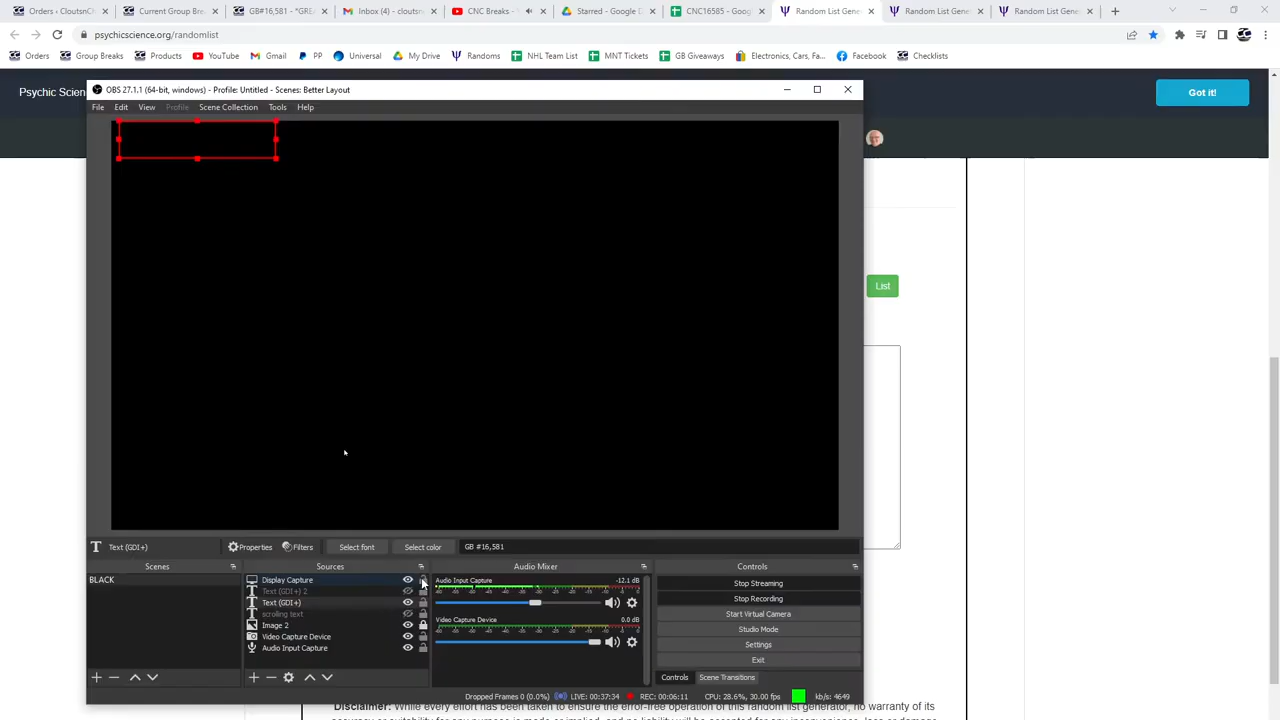 Orders ‹ CloutsnCh
Current Group Brea
GB#16,581 - *GREA
Inbox (4) - cloutsnc
CNC Breaks. -
Starred - Google D
CNC16585 - Googl
Random List Gene
Random List Gene
Random List Gene
psychicscience.org/randomlist
Orders
Group Breaks
Products
YouTube
Gmail
PP
Universal
My Drive
Randoms
NHL Team List
MNT Tickets
GB Giveaways
Electronics, Cars, Fa...
Facebook
Checklists
Psychic Scien
Got it!
OBS 27.1.1 (64-bit, windows) - Profile: Untitled - Scenes: Better Layout
File
Edit
View
Profile
Scene Collection
Tools
Help
List
Text (GDI+)
Properties
Filters
Select font
Select color
GB #16,581
Scenes
Sources
Audio Mixer
Controls
BLACK
Display Capture
Text (GDI+) 2
Text (GDI+)
scrolling text
Image 2
Video Capture Device
Audio Input Capture
Audio Input Capture
-12.1 dB
Video Capture Device
0.0 dB
Stop Streaming
Stop Recording
Start Virtual Camera
Studio Mode
Settings
Exit
Controls
Scene Transitions
Dropped Frames 0 (0.0%)
LIVE: 00:37:34
REC: 00:06:11
CPU: 28.6%, 30.00 fps
kb/s: 4649
Disclaimer: While every effort has been taken to ensure the error-free operation of this random list generator, no warranty of its